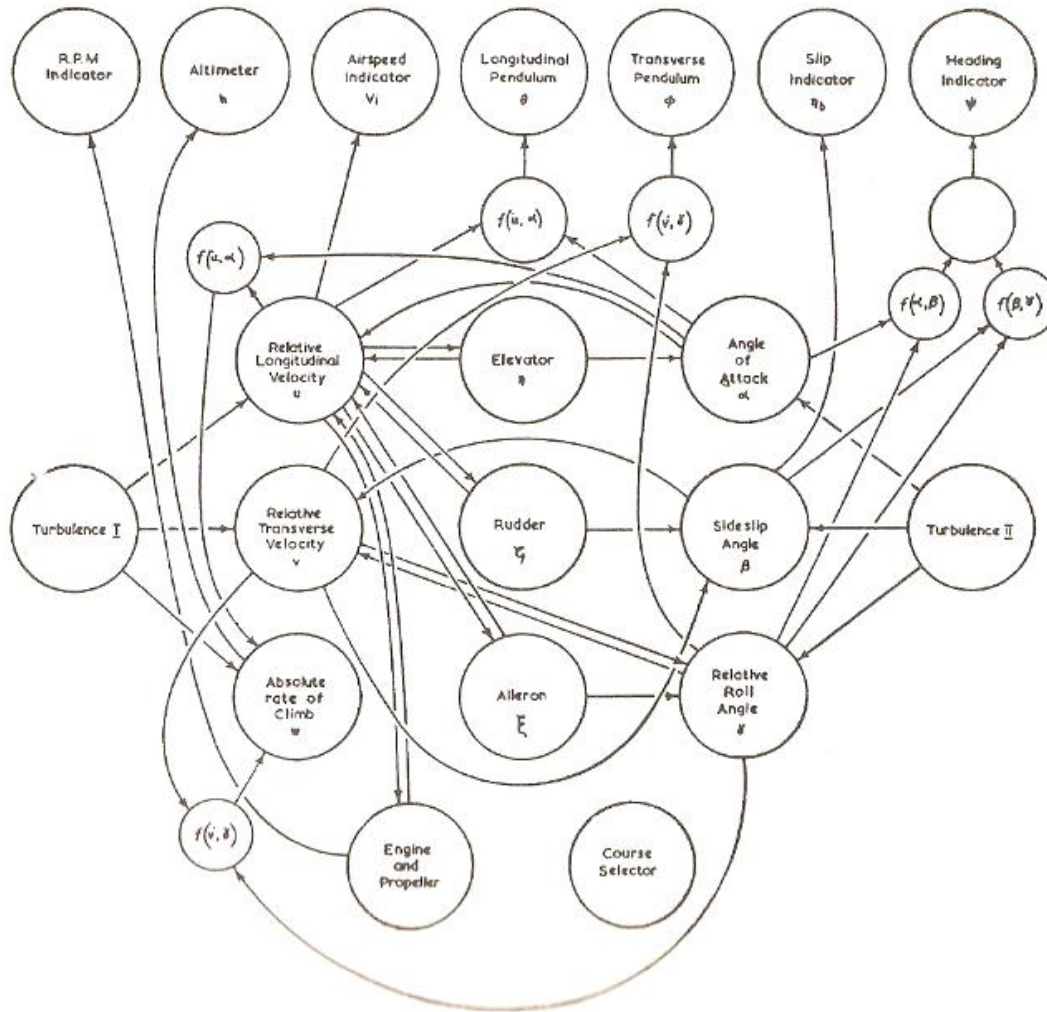 R.P.M
Indicator
Altimeter
h
Airspeed
Indicator
Vi
Longitudinal
Pendulum
θ
Transverse
Pendulum
ϕ
Slip
Indicator
ηb
Heading
Indicator
ψ
f(u̇, α)
f(v̇, γ)
f(u̇, α)
f(α, β)
f(β, γ)
Relative
Longitudinal
Velocity
u
Elevator
η
Angle
of
Attack
α
Turbulence I
Relative
Transverse
Velocity
v
Rudder
ζ
Sideslip
Angle
β
Turbulence II
Absolute
rate of
Climb
w
Aileron
ξ
Relative
Roll
Angle
γ
f(v̇, γ)
Engine
and
Propeller
Course
Selector